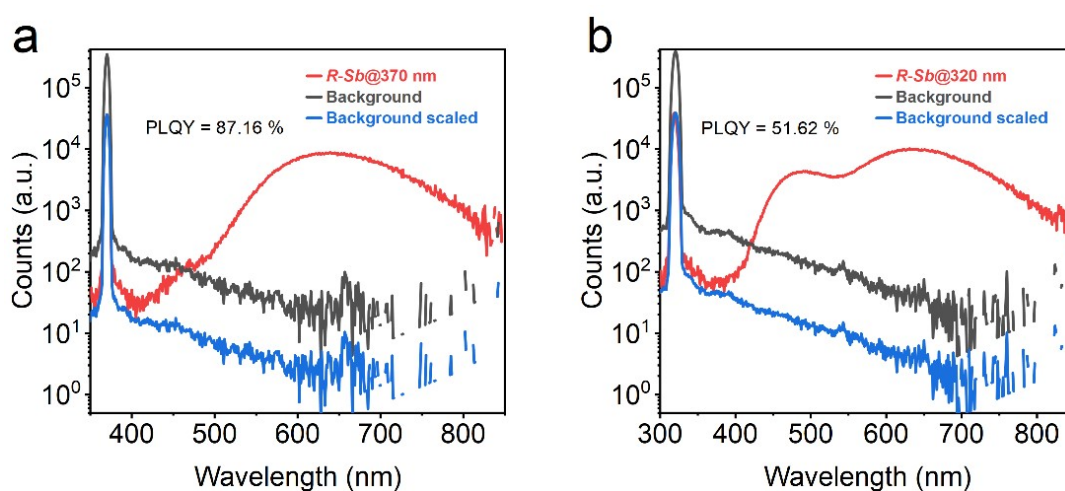 a
R-Sb@370 nm
Background
Background scaled
PLQY = 87.16 %
10⁵
10⁴
10³
10²
10¹
10⁰
Counts (a.u.)
400 500 600 700 800
Wavelength (nm)
b
R-Sb@320 nm
Background
Background scaled
PLQY = 51.62 %
10⁵
10⁴
10³
10²
10¹
10⁰
Counts (a.u.)
300 400 500 600 700 800
Wavelength (nm)